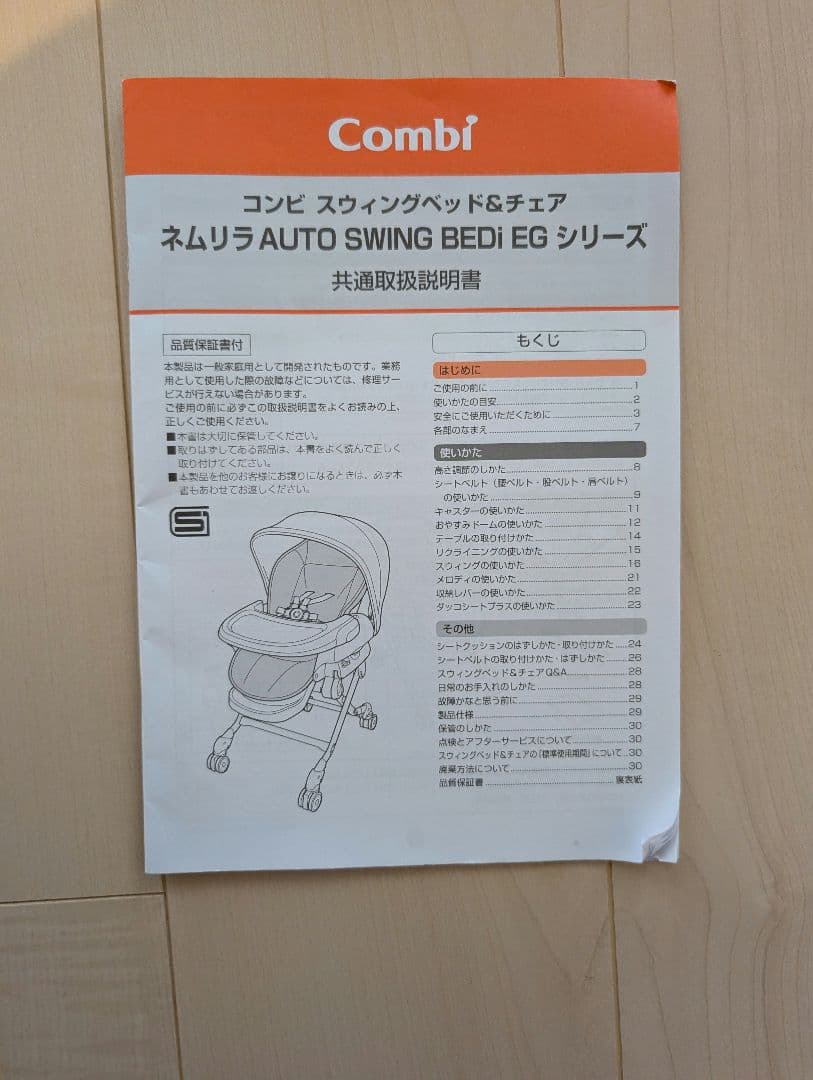 Combi
コンビ スウィングベッド&チェア
ネムリラ AUTO SWING BEDi EG シリーズ
共通取扱説明書
品質保証書付
本製品は一般家庭用として開発されたものです。業務
用として使用した際の故障などについては、修理サー
ビスが行えない場合があります。
ご使用の前に必ずこの取扱説明書をよくお読みの上、
正しくご使用ください。
■本書は大切に保管してください。
■取りはずしてある部品は、本書をよく読んで正しく
取り付けてください。
■本製品を他のお客様にお譲りになるときは、必ず本
書もあわせてお渡しください。
もくじ
はじめに
ご使用の前に 1
使いかたの目安 2
安全にご使用いただくために 3
各部のなまえ 7
使いかた
高さ調節のしかた 8
シートベルト(腰ベルト・股ベルト・肩ベルト)
の使いかた 9
キャスターの使いかた 11
おやすみドームの使いかた 12
テーブルの取り付けかた 14
リクライニングの使いかた 15
スウィングの使いかた 16
メロディの使いかた 21
収納レバーの使いかた 22
ダッコシートプラスの使いかた 23
その他
シートクッションのはずしかた・取り付けかた 24
シートベルトの取り付けかた・はずしかた 26
スウィングベッド&チェアQ&A 28
日常のお手入れのしかた 28
故障かなと思う前に 29
製品仕様 29
保管のしかた 30
点検とアフターサービスについて 30
スウィングベッド&チェアの「標準使用期間」について 30
廃棄方法について 30
品質保証書 裏表紙